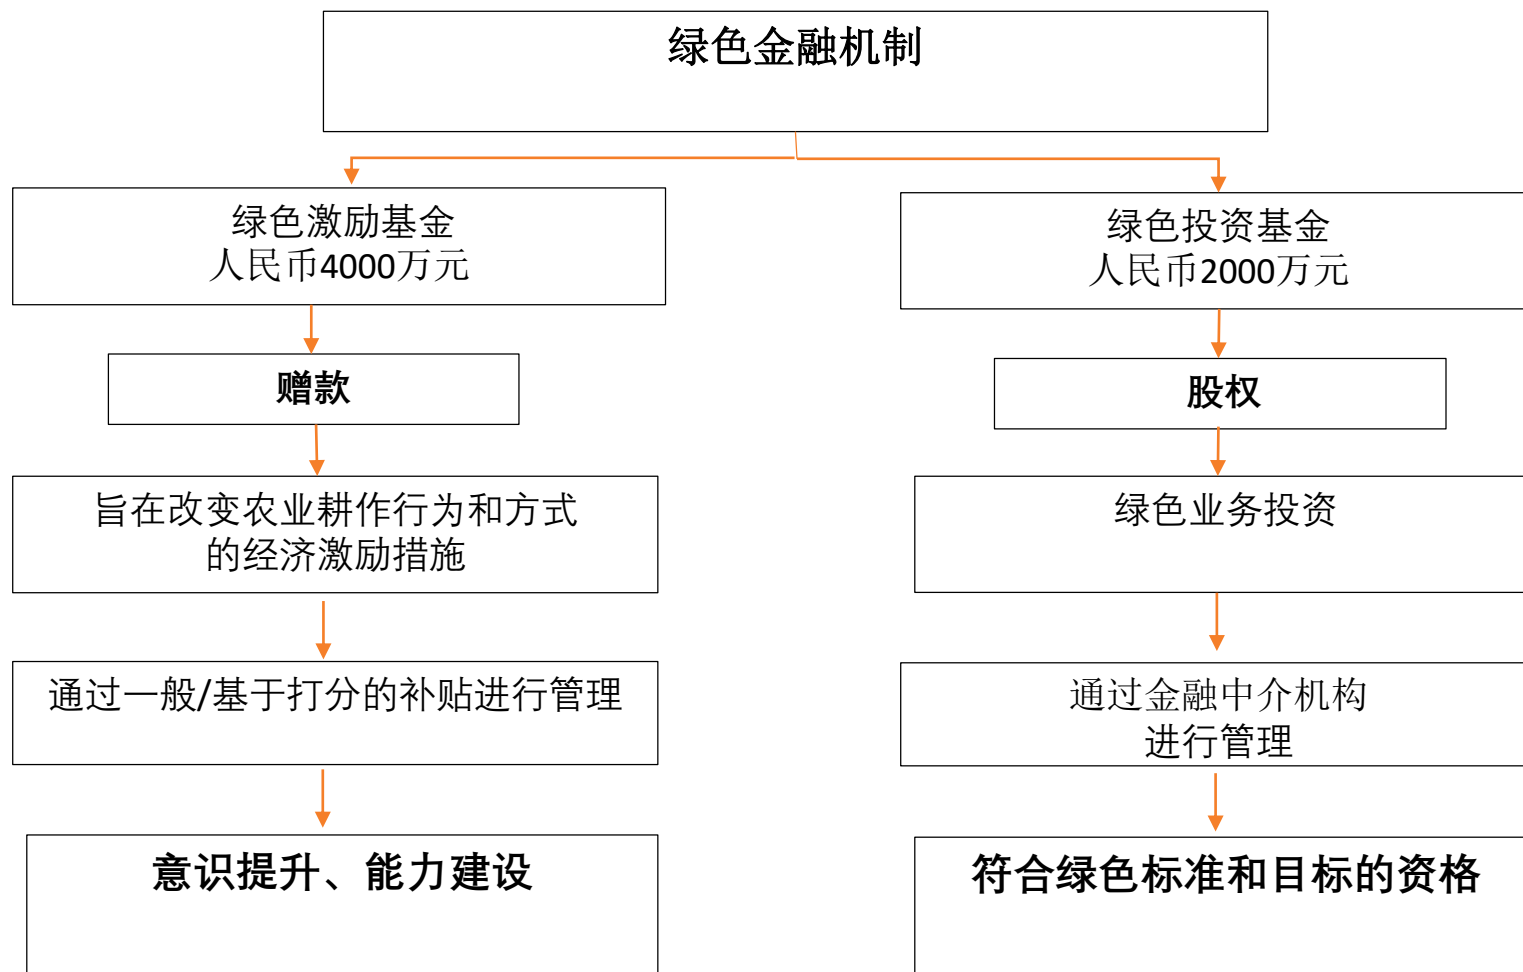 绿色金融机制
绿色激励基金
人民币4000万元
绿色投资基金
人民币2000万元
赠款
股权
旨在改变农业耕作行为和方式
的经济激励措施
绿色业务投资
通过一般/基于打分的补贴进行管理
通过金融中介机构
进行管理
意识提升、能力建设
符合绿色标准和目标的资格